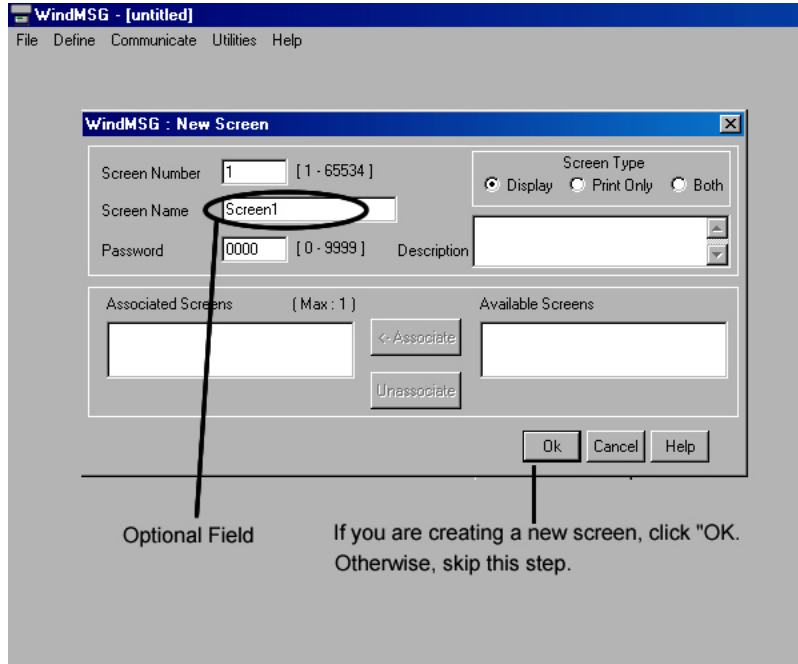 WindMSG - [untitled]
File Define Communicate Utilities Help
WindMSG : New Screen
Screen Number 1 [ 1 - 65534 ]
Screen Type
Display Print Only Both
Screen Name Screen1
Password 0000 [ 0 - 9999 ] Description
Associated Screens ( Max : 1 ) Available Screens
<- Associate
Unassociate
Ok Cancel Help
Optional Field
If you are creating a new screen, click "OK.
Otherwise, skip this step.